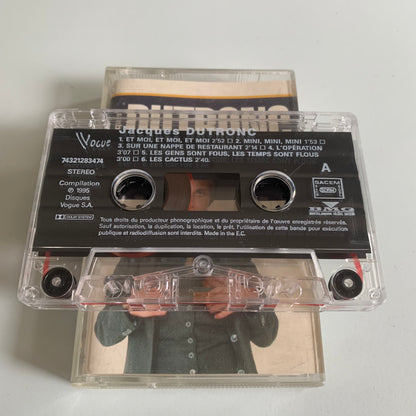 DUTRONC
Vogue
Jacques DUTRONC
1. ET MOI, ET MOI, ET MOI 2'52 □ 2. MINI, MINI, MINI 1'53 □
3. SUR UNE NAPPE DE RESTAURANT 2'14 □ 4. L'OPÉRATION
3'07 □ 5. LES GENS SONT FOUS, LES TEMPS SONT FLOUS
3'00 □ 6. LES CACTUS 2'40.
74321283474
STEREO
A
Compilation
℗ 1995
Disques
Vogue S.A.
SACEM
BMG
DOLBY SYSTEM
Tous droits du producteur phonographique et du propriétaire de l'œuvre enregistrée réservés.
Sauf autorisation, la duplication, la location, le prêt, l'utilisation de cette bande pour exécution
publique et radiodiffusion sont interdits. Made in the E.C.